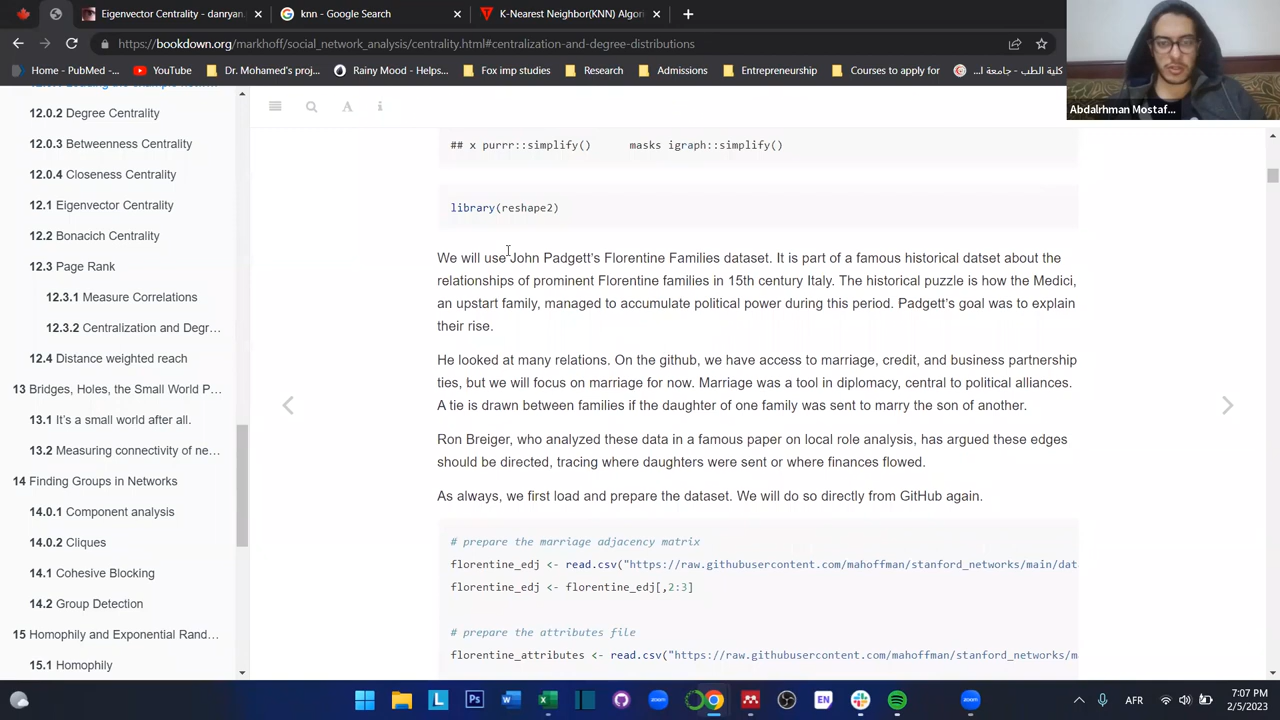 Eigenvector Centrality - danryan.
knn - Google Search
K-Nearest Neighbor(KNN) Algor
https://bookdown.org/markhoff/social_network_analysis/centrality.html#centralization-and-degree-distributions
Home - PubMed -...
YouTube
Dr. Mohamed's proj...
Rainy Mood - Helpi...
Fox imp studies
Research
Admissions
Entrepreneurship
Courses to apply for
كلية الطب - جامعة ا...
Abdalrhman Mostaf...
12.0.2 Degree Centrality
12.0.3 Betweenness Centrality
12.0.4 Closeness Centrality
12.1 Eigenvector Centrality
12.2 Bonacich Centrality
12.3 Page Rank
12.3.1 Measure Correlations
12.3.2 Centralization and Degr...
12.4 Distance weighted reach
13 Bridges, Holes, the Small World P...
13.1 It's a small world after all.
13.2 Measuring connectivity of ne...
14 Finding Groups in Networks
14.0.1 Component analysis
14.0.2 Cliques
14.1 Cohesive Blocking
14.2 Group Detection
15 Homophily and Exponential Rand...
15.1 Homophily
## x purrr::simplify() masks igraph::simplify()
library(reshape2)
We will use John Padgett's Florentine Families dataset. It is part of a famous historical datset about the
relationships of prominent Florentine families in 15th century Italy. The historical puzzle is how the Medici,
an upstart family, managed to accumulate political power during this period. Padgett's goal was to explain
their rise.
He looked at many relations. On the github, we have access to marriage, credit, and business partnership
ties, but we will focus on marriage for now. Marriage was a tool in diplomacy, central to political alliances.
A tie is drawn between families if the daughter of one family was sent to marry the son of another.
Ron Breiger, who analyzed these data in a famous paper on local role analysis, has argued these edges
should be directed, tracing where daughters were sent or where finances flowed.
As always, we first load and prepare the dataset. We will do so directly from GitHub again.
# prepare the marriage adjacency matrix
florentine_edj <- read.csv("https://raw.githubusercontent.com/mahoffman/stanford_networks/main/dat
florentine_edj <- florentine_edj[,2:3]
# prepare the attributes file
florentine_attributes <- read.csv("https://raw.githubusercontent.com/mahoffman/stanford_networks/m
AFR
7:07 PM
2/5/2023